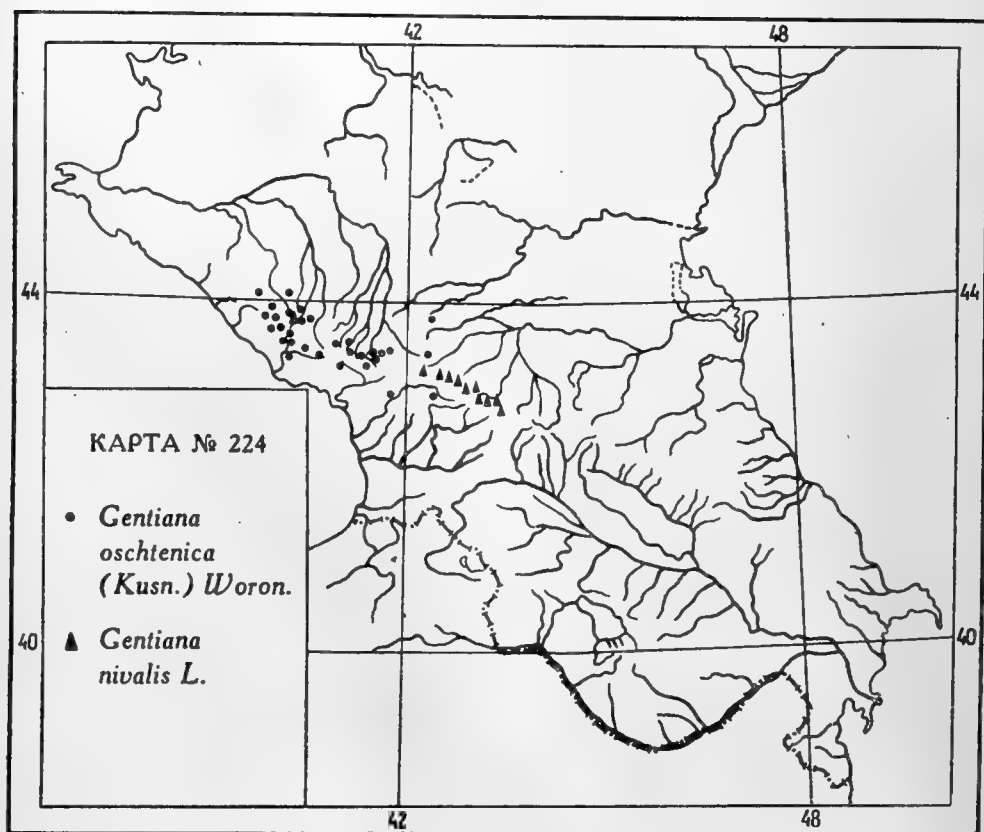 42 48
44 44
КАРТА № 224
Gentiana
oschtenica
(Kusn.) Woron.
40 40
Gentiana
nivalis L.
42 48